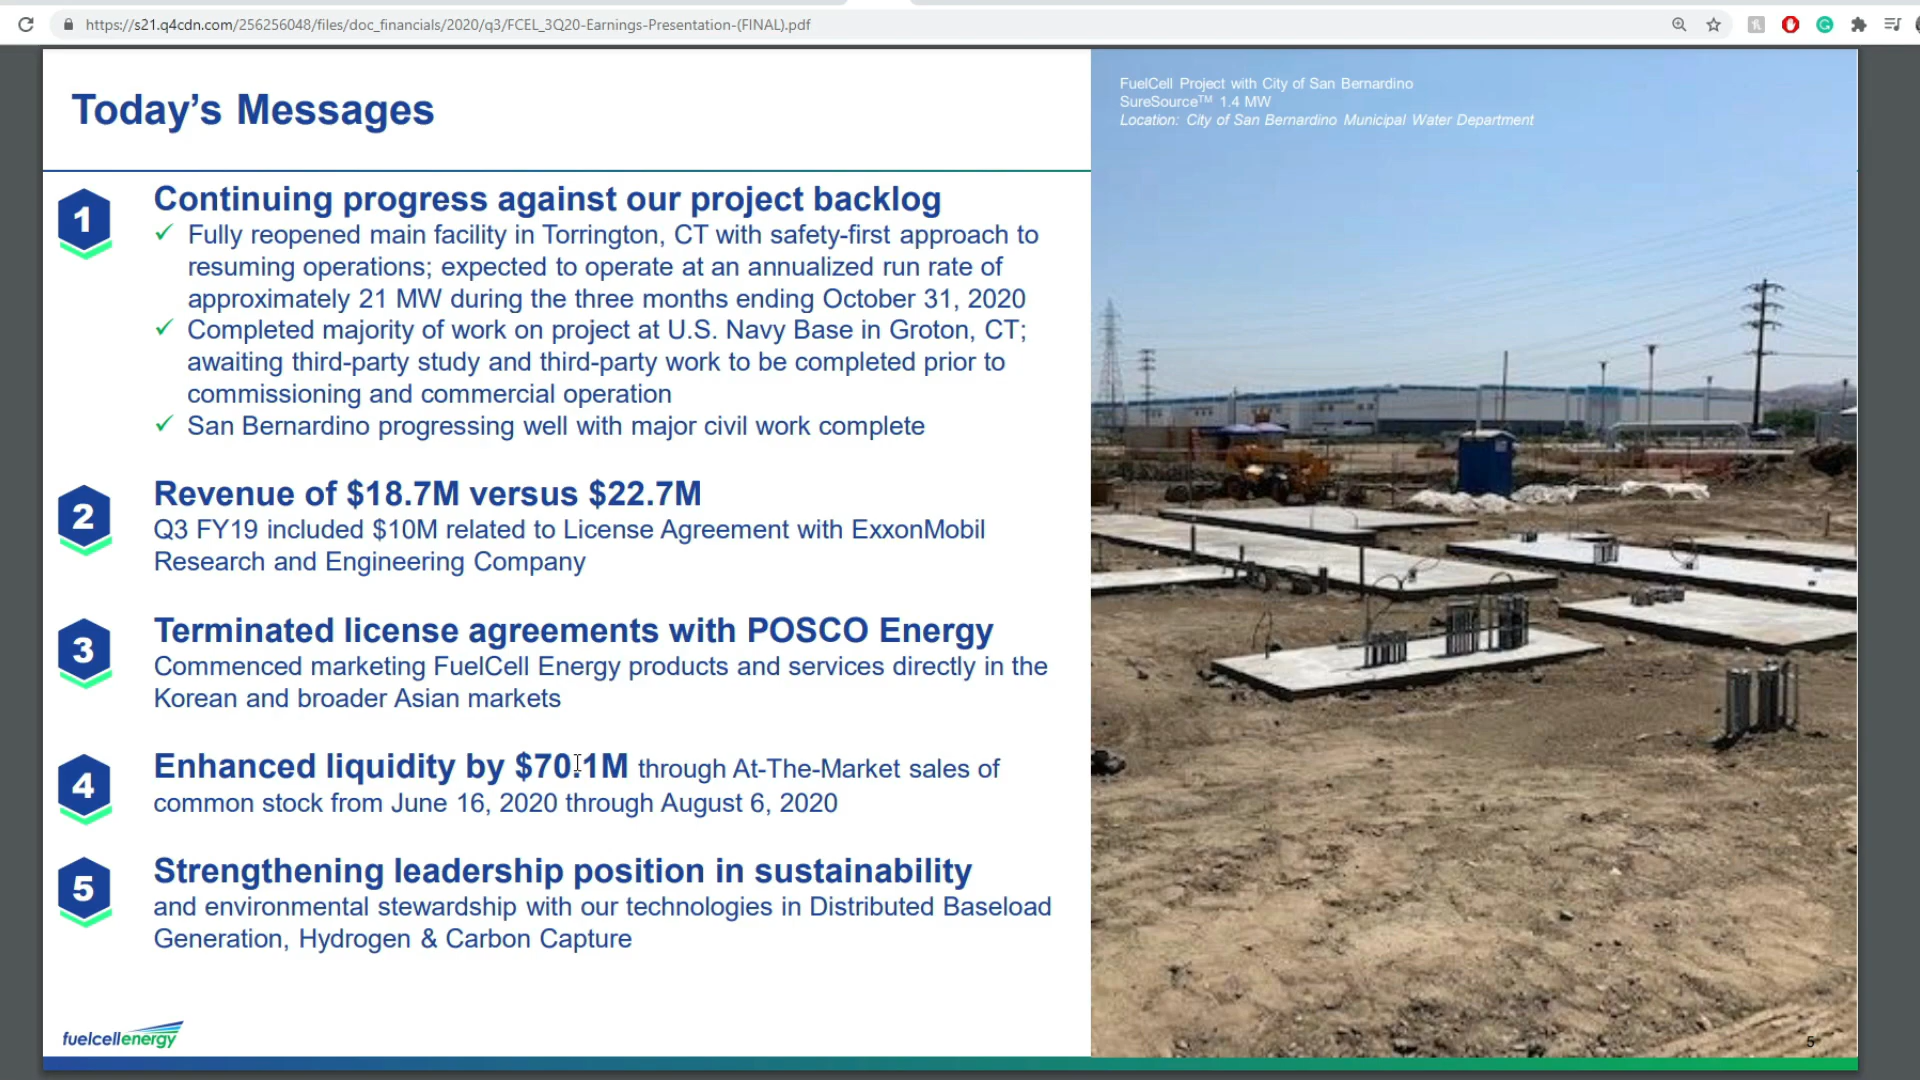 https://s21.q4cdn.com/256256048/files/doc_financials/2020/q3/FCEL_3Q20-Earnings-Presentation-(FINAL).pdf
Today’s Messages
FuelCell Project with City of San Bernardino
SureSource™ 1.4 MW
Location: City of San Bernardino Municipal Water Department
1
Continuing progress against our project backlog
✓ Fully reopened main facility in Torrington, CT with safety-first approach to
resuming operations; expected to operate at an annualized run rate of
approximately 21 MW during the three months ending October 31, 2020
✓ Completed majority of work on project at U.S. Navy Base in Groton, CT;
awaiting third-party study and third-party work to be completed prior to
commissioning and commercial operation
✓ San Bernardino progressing well with major civil work complete
2
Revenue of $18.7M versus $22.7M
Q3 FY19 included $10M related to License Agreement with ExxonMobil
Research and Engineering Company
3
Terminated license agreements with POSCO Energy
Commenced marketing FuelCell Energy products and services directly in the
Korean and broader Asian markets
4
Enhanced liquidity by $70.1M through At-The-Market sales of
common stock from June 16, 2020 through August 6, 2020
5
Strengthening leadership position in sustainability
and environmental stewardship with our technologies in Distributed Baseload
Generation, Hydrogen & Carbon Capture
fuelcellenergy
5